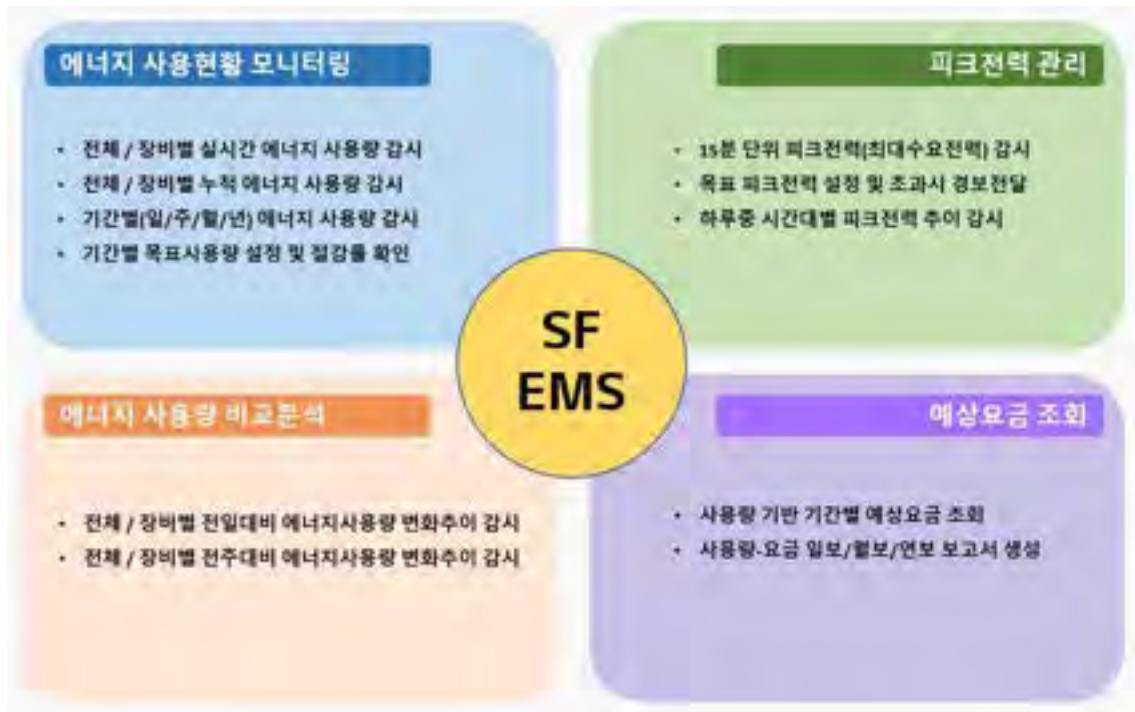 에너지 사용현황 모니터링
• 전체 / 장비별 실시간 에너지 사용량 감시
• 전체 / 장비별 누적 에너지 사용량 감시
• 기간별(일/주/월/년) 에너지 사용량 감시
• 기간별 목표사용량 설정 및 절감률 확인
피크전력 관리
• 15분 단위 피크전력(최대수요전력) 감시
• 목표 피크전력 설정 및 초과시 경보전달
• 하루중 시간대별 피크전력 추이 감시
SF
EMS
에너지 사용량 비교분석
• 전체 / 장비별 전일대비 에너지사용량 변화추이 감시
• 전체 / 장비별 전주대비 에너지사용량 변화추이 감시
예상요금 조회
• 사용량 기반 기간별 예상요금 조회
• 사용량-요금 일보/월보/연보 보고서 생성